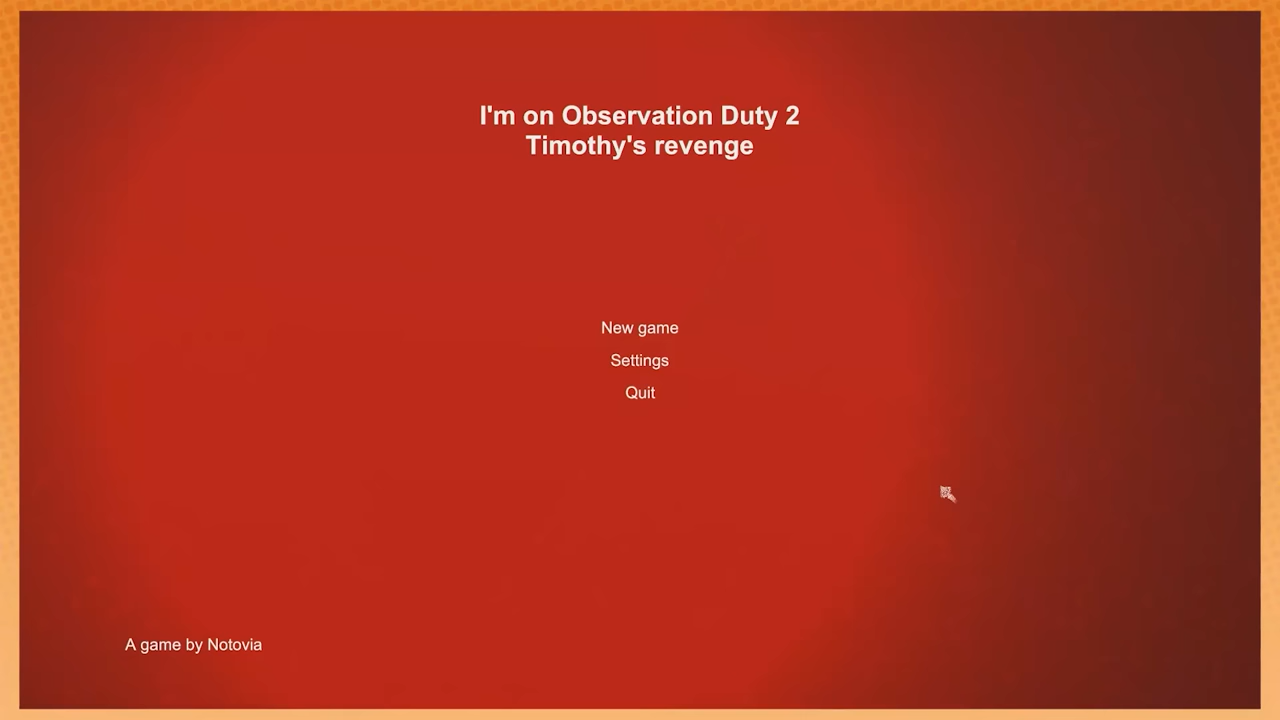 I'm on Observation Duty 2
Timothy's revenge
New game
Settings
Quit
A game by Notovia